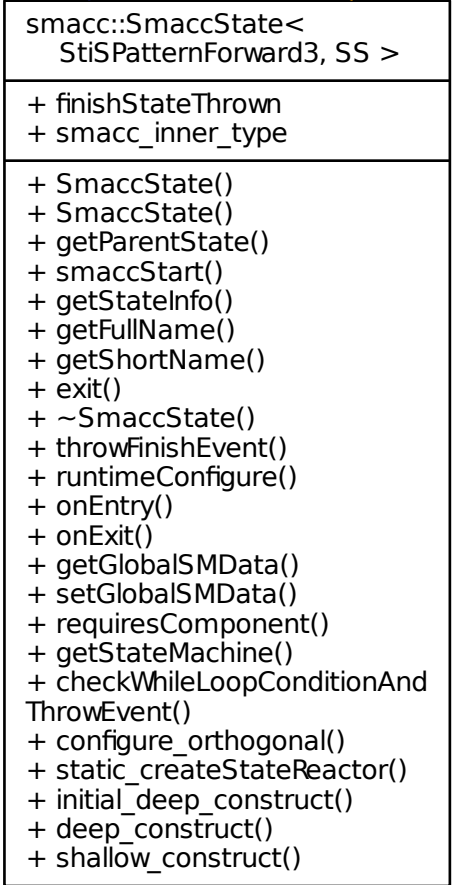 smacc::SmaccState<
StiSPatternForward3, SS >
+ finishStateThrown
+ smacc_inner_type
+ SmaccState()
+ SmaccState()
+ getParentState()
+ smaccStart()
+ getStateInfo()
+ getFullName()
+ getShortName()
+ exit()
+ ~SmaccState()
+ throwFinishEvent()
+ runtimeConfigure()
+ onEntry()
+ onExit()
+ getGlobalSMData()
+ setGlobalSMData()
+ requiresComponent()
+ getStateMachine()
+ checkWhileLoopConditionAnd
ThrowEvent()
+ configure_orthogonal()
+ static_createStateReactor()
+ initial_deep_construct()
+ deep_construct()
+ shallow_construct()